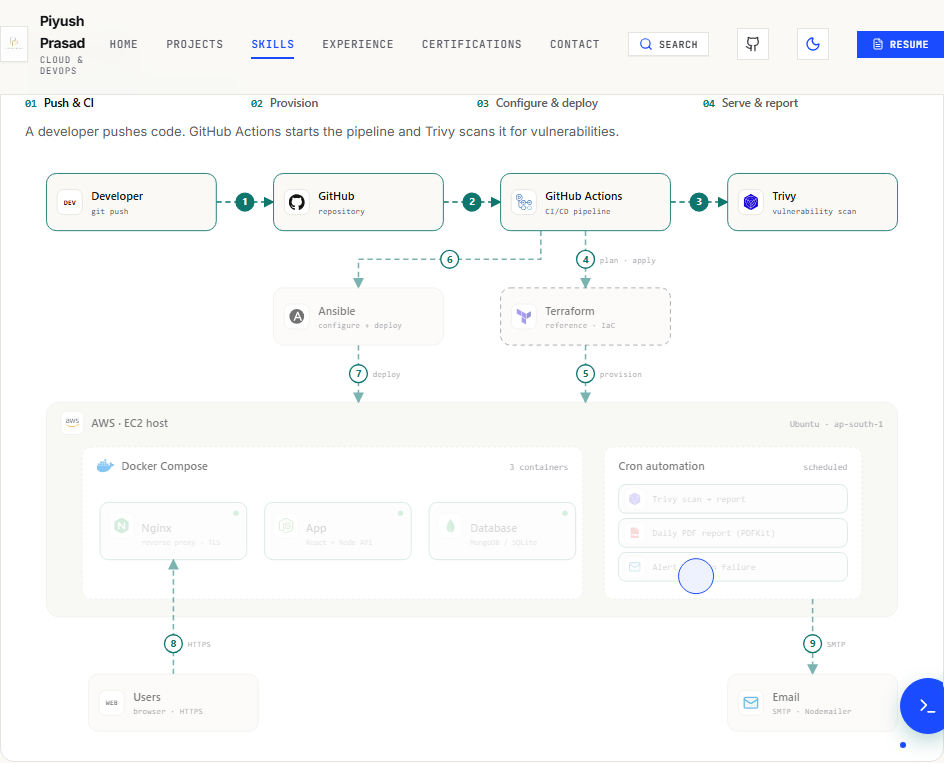 Piyush
Prasad
CLOUD &
DEVOPS
HOME
PROJECTS
SKILLS
EXPERIENCE
CERTIFICATIONS
CONTACT
SEARCH
RESUME
01 Push & CI
02 Provision
03 Configure & deploy
04 Serve & report
A developer pushes code. GitHub Actions starts the pipeline and Trivy scans it for vulnerabilities.
DEV
Developer
git push
1
GitHub
repository
2
GitHub Actions
CI/CD pipeline
3
Trivy
vulnerability scan
6
4
plan · apply
Ansible
configure + deploy
Terraform
reference · IaC
7
deploy
5
provision
aws
AWS · EC2 host
Ubuntu · ap-south-1
Docker Compose
3 containers
Nginx
reverse proxy · TLS
App
React + Node API
Database
MongoDB / SQLite
Cron automation
scheduled
Trivy scan → report
Daily PDF report (PDFKit)
Alert
failure
8
HTTPS
9
SMTP
WEB
Users
browser · HTTPS
Email
SMTP · Nodemailer